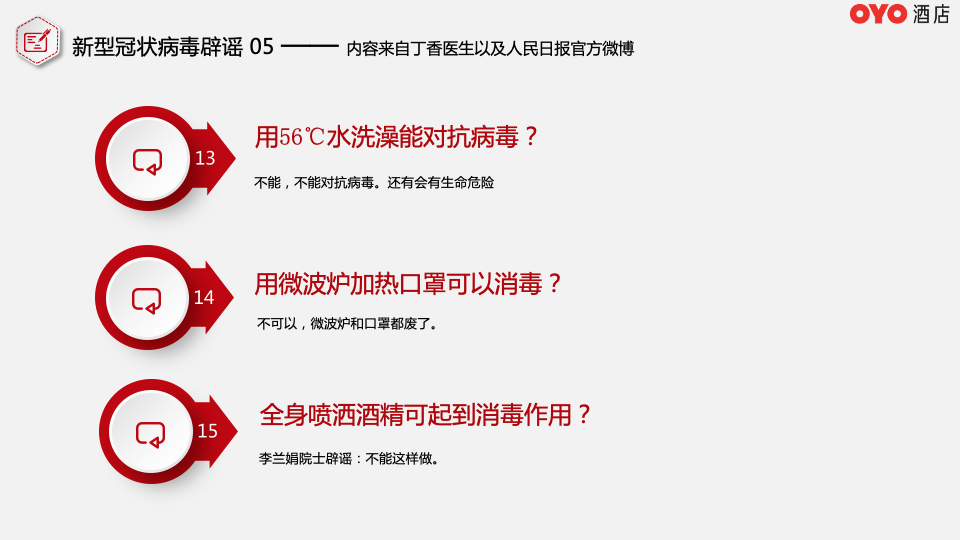 OYO 酒店
新型冠状病毒辟谣 05 —— 内容来自丁香医生以及人民日报官方微博
13
用56℃水洗澡能对抗病毒？
不能，不能对抗病毒。还有会有生命危险
14
用微波炉加热口罩可以消毒？
不可以，微波炉和口罩都废了。
15
全身喷洒酒精可起到消毒作用？
李兰娟院士辟谣：不能这样做。